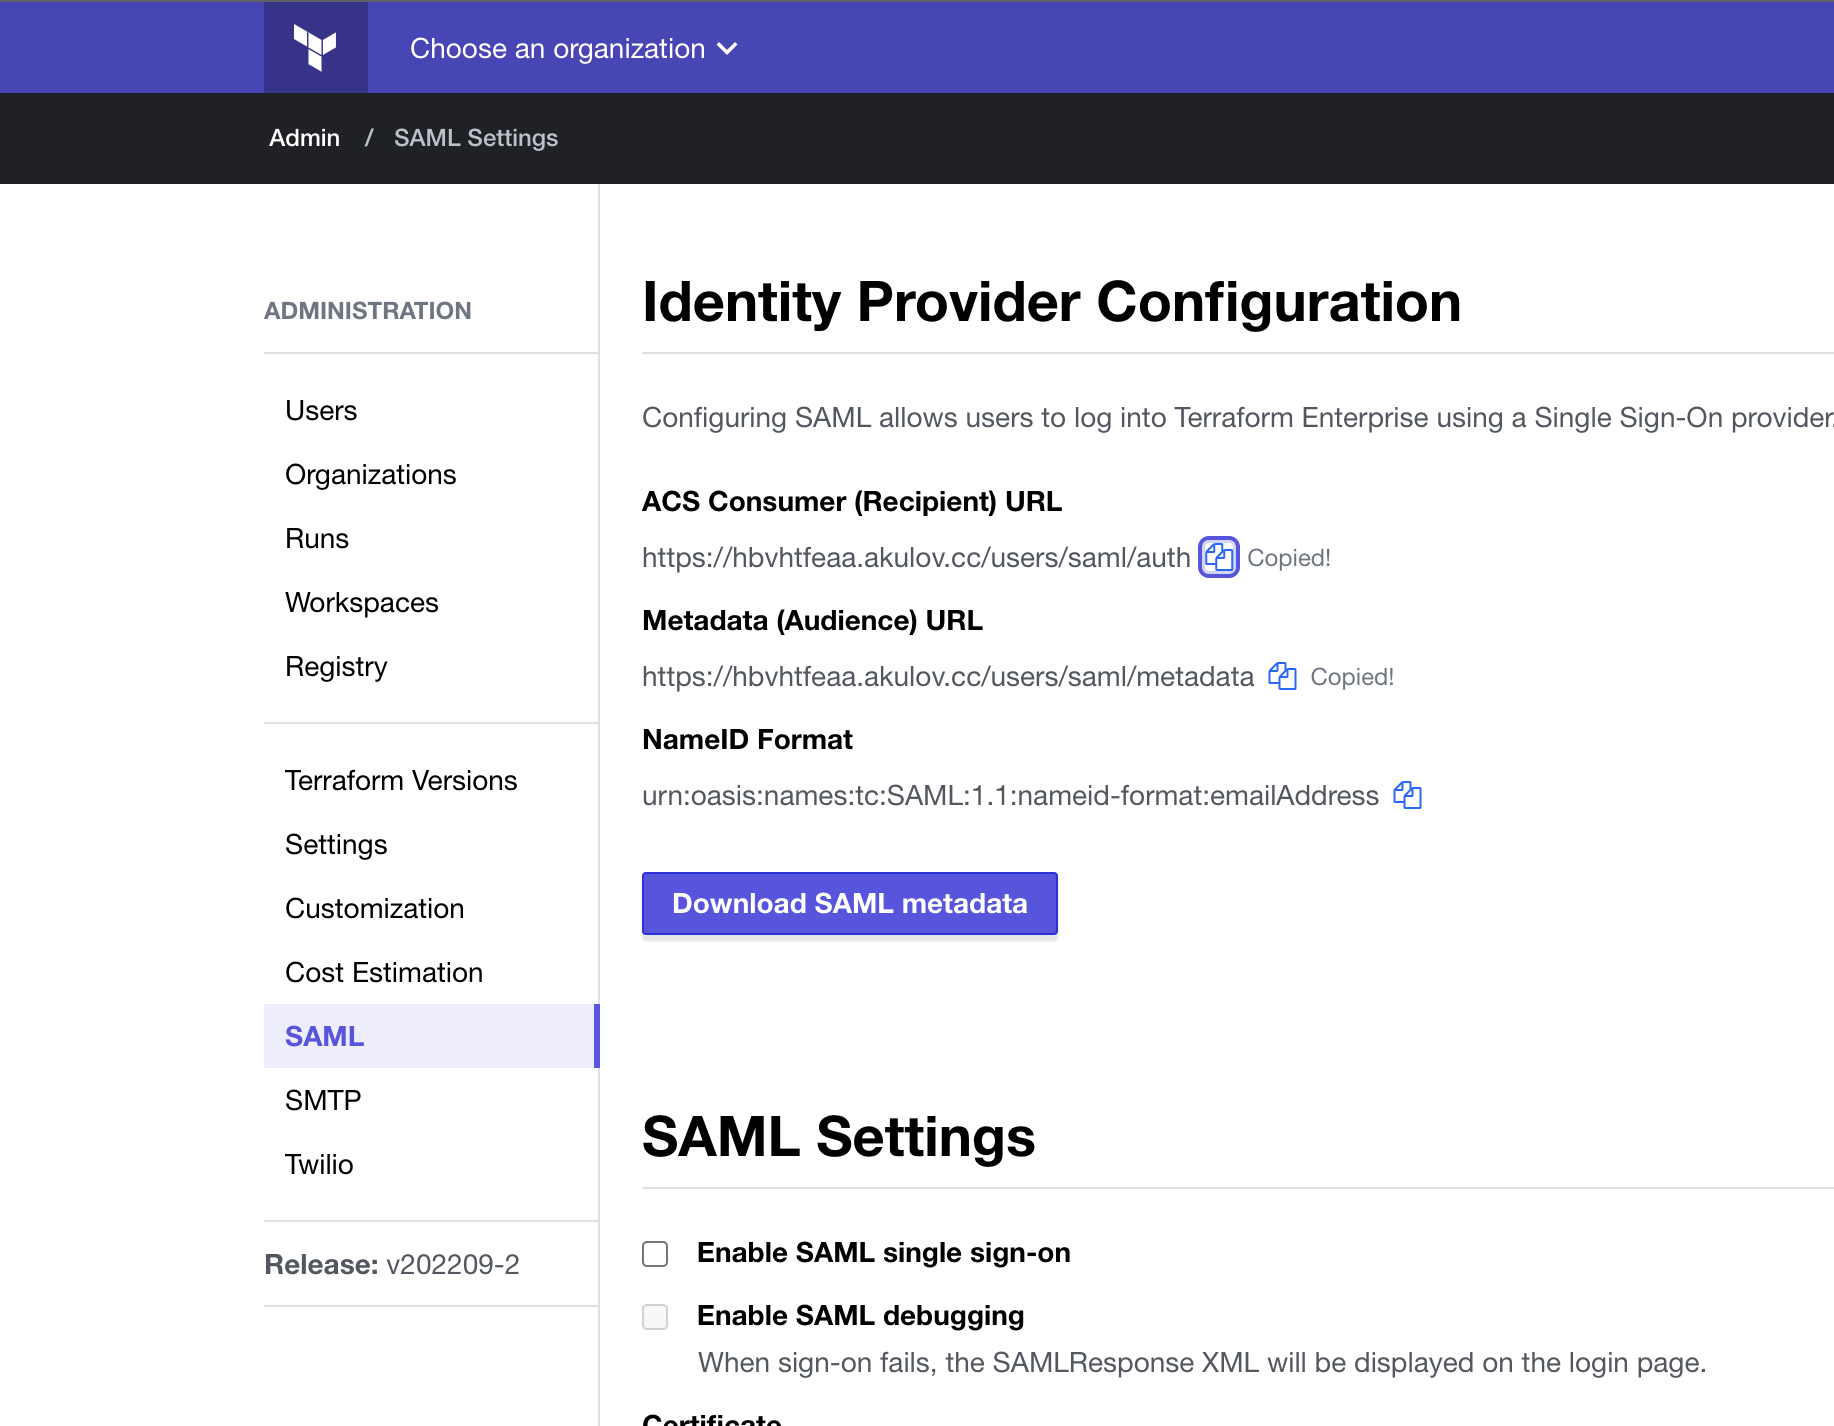 Choose an organization
Admin / SAML Settings
ADMINISTRATION
Users
Organizations
Runs
Workspaces
Registry
Terraform Versions
Settings
Customization
Cost Estimation
SAML
SMTP
Twilio
Release: v202209-2
Identity Provider Configuration
Configuring SAML allows users to log into Terraform Enterprise using a Single Sign-On provider.
ACS Consumer (Recipient) URL
https://hbvhtfeaa.akulov.cc/users/saml/auth Copied!
Metadata (Audience) URL
https://hbvhtfeaa.akulov.cc/users/saml/metadata Copied!
NameID Format
urn:oasis:names:tc:SAML:1.1:nameid-format:emailAddress
Download SAML metadata
SAML Settings
Enable SAML single sign-on
Enable SAML debugging
When sign-on fails, the SAMLResponse XML will be displayed on the login page.
Certificate